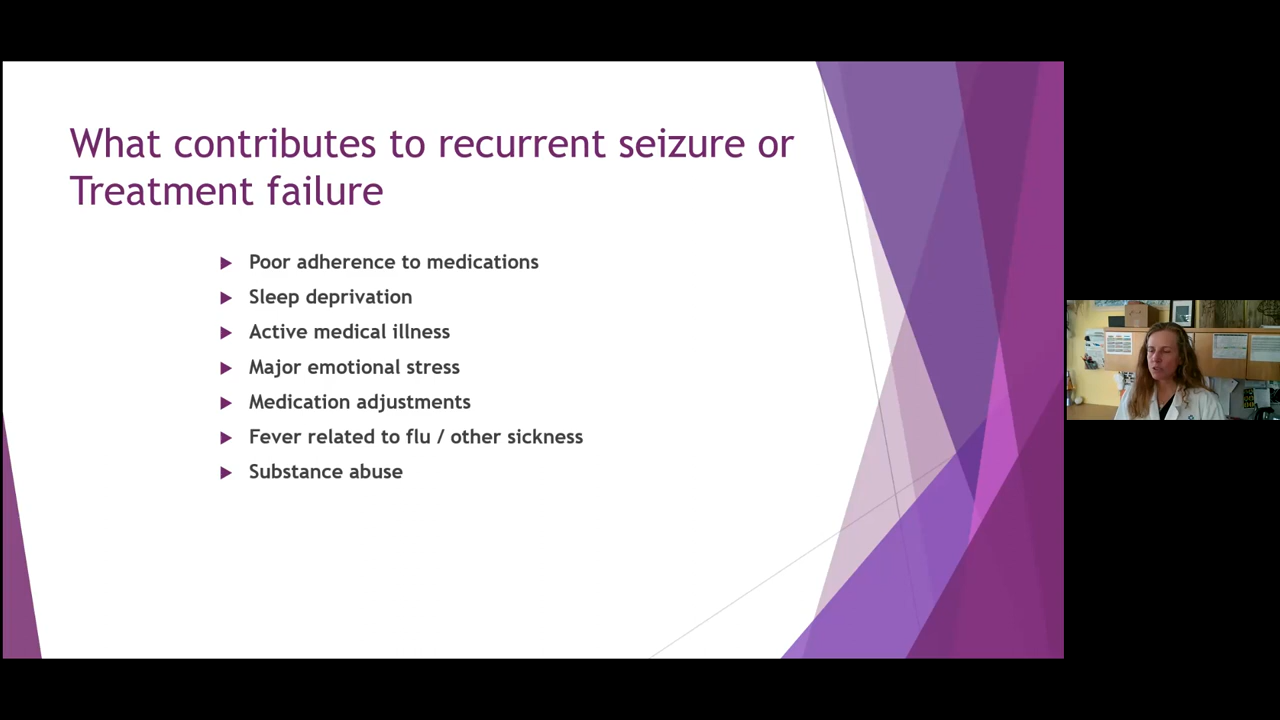 What contributes to recurrent seizure or
Treatment failure
Poor adherence to medications
Sleep deprivation
Active medical illness
Major emotional stress
Medication adjustments
Fever related to flu / other sickness
Substance abuse